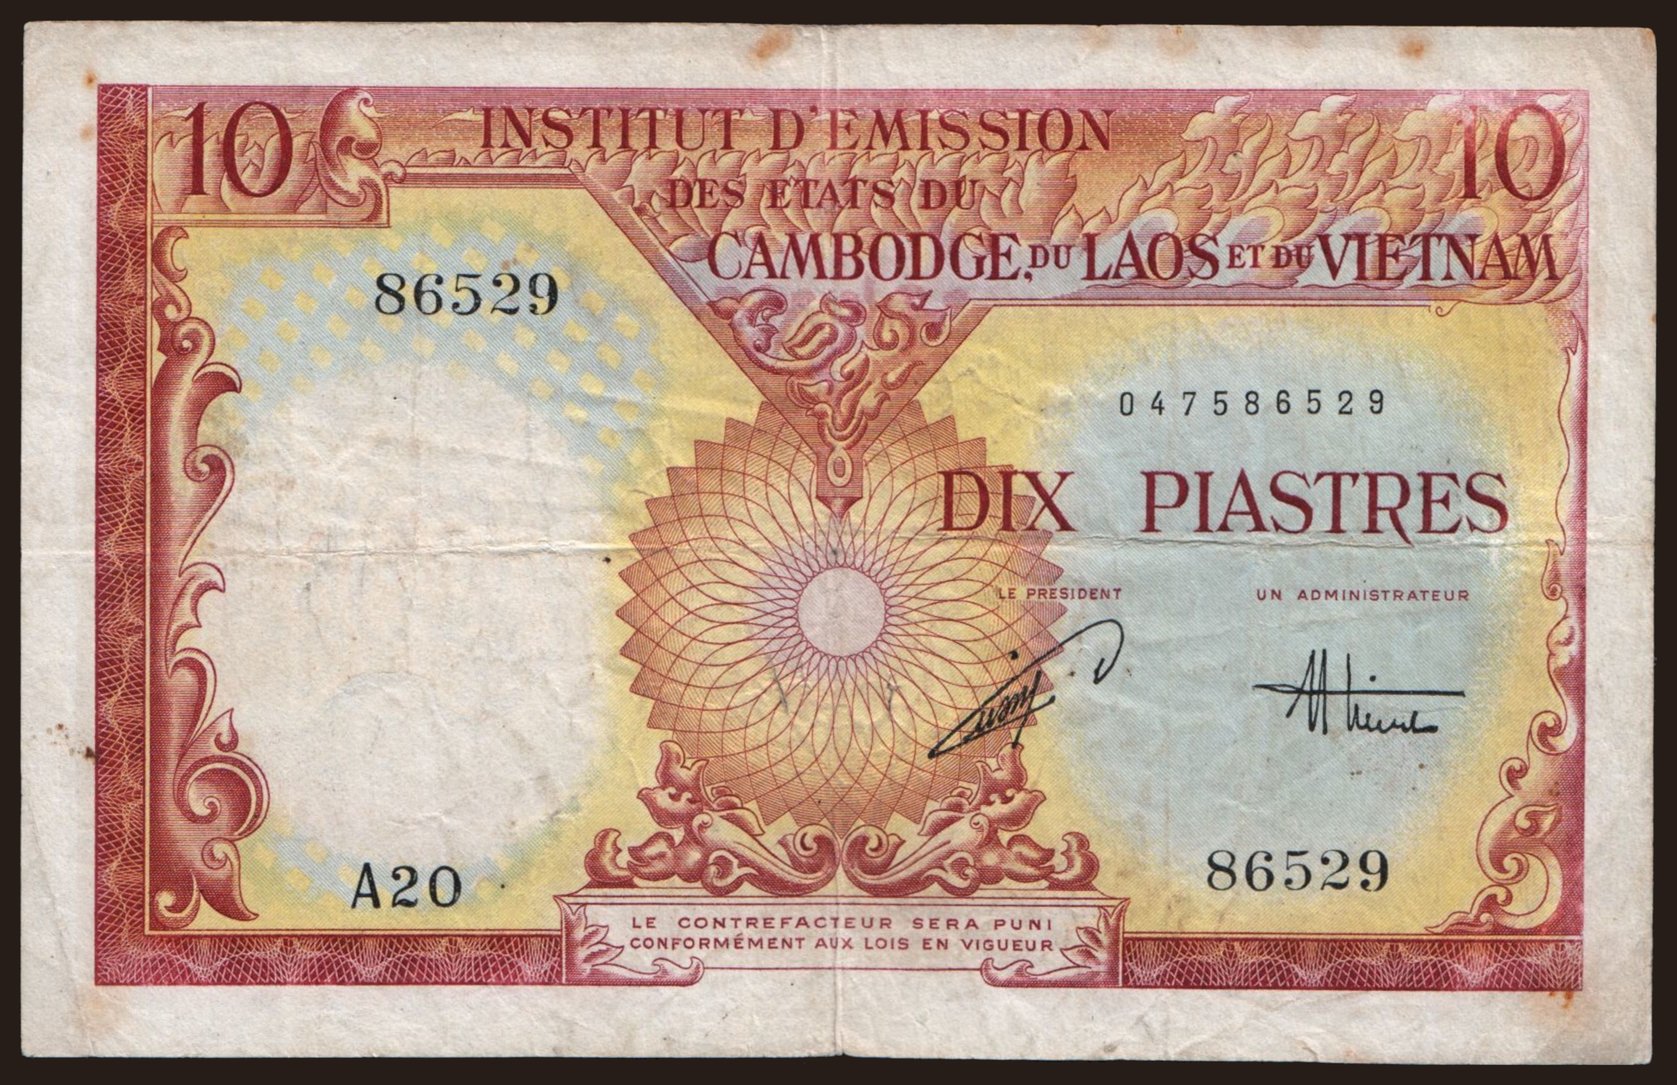 10
INSTITUT D'EMISSION
10
DES ETATS DU
CAMBODGE, DU LAOS ET DU VIETNAM
86529
047586529
DIX PIASTRES
LE PRESIDENT
UN ADMINISTRATEUR
A20
86529
LE CONTREFACTEUR SERA PUNI
CONFORMÉMENT AUX LOIS EN VIGUEUR